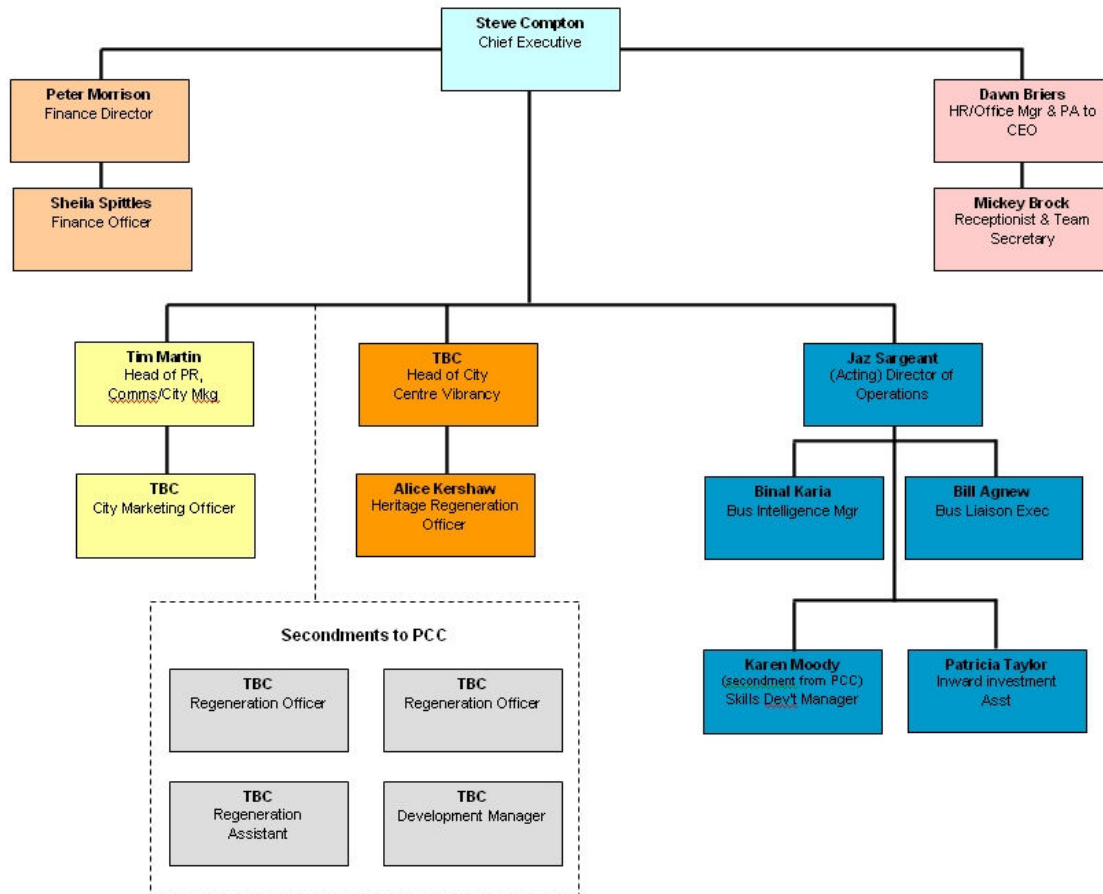 Steve Compton
Chief Executive
Peter Morrison
Finance Director
Dawn Briers
HR/Office Mgr & PA to
CEO
Sheila Spittles
Finance Officer
Mickey Brock
Receptionist & Team
Secretary
Tim Martin
Head of PR,
Comms/City Mkg
TBC
Head of City
Centre Vibrancy
Jaz Sargeant
(Acting) Director of
Operations
TBC
City Marketing Officer
Alice Kershaw
Heritage Regeneration
Officer
Binal Karia
Bus Intelligence Mgr
Bill Agnew
Bus Liaison Exec
Secondments to PCC
TBC
Regeneration Officer
TBC
Regeneration Officer
TBC
Regeneration
Assistant
TBC
Development Manager
Karen Moody
(secondment from PCC)
Skills Dev't Manager
Patricia Taylor
Inward investment
Asst